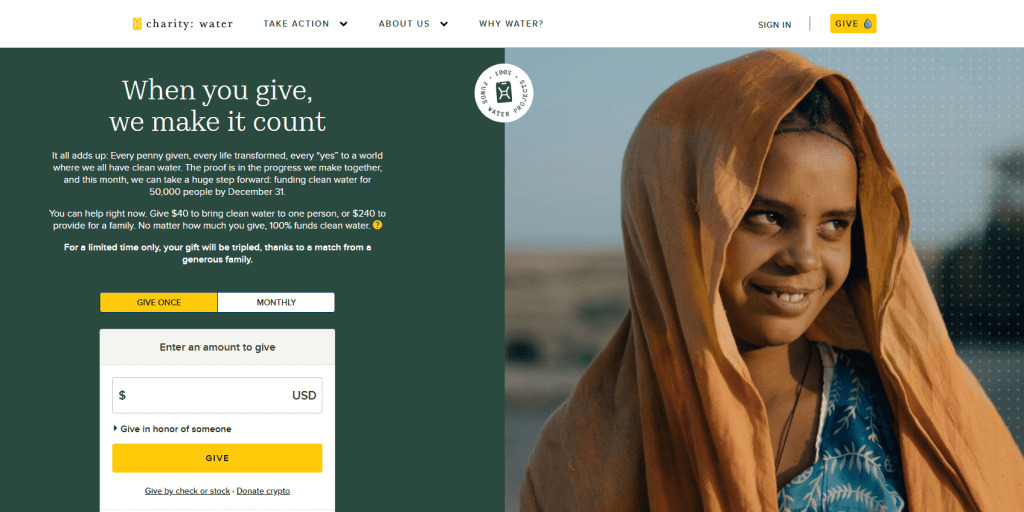 charity: water
TAKE ACTION
ABOUT US
WHY WATER?
SIGN IN
GIVE
When you give,
we make it count
It all adds up: Every penny given, every life transformed, every “yes” to a world
where we all have clean water. The proof is in the progress we make together,
and this month, we can take a huge step forward: funding clean water for
50,000 people by December 31.
You can help right now. Give $40 to bring clean water to one person, or $240 to
provide for a family. No matter how much you give, 100% funds clean water. ?
For a limited time only, your gift will be tripled, thanks to a match from a
generous family.
100% FUNDS WATER PROJECTS
GIVE ONCE
MONTHLY
Enter an amount to give
$ USD
Give in honor of someone
GIVE
Give by check or stock · Donate crypto